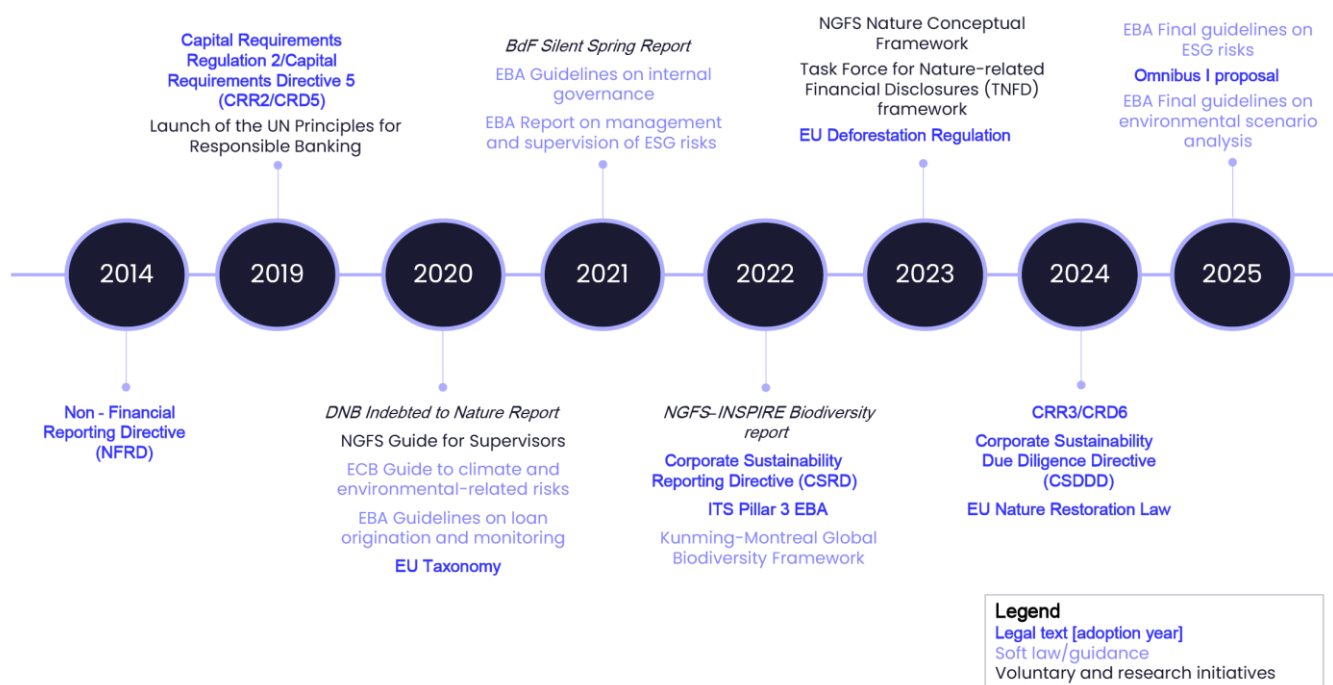 Capital Requirements
Regulation 2/Capital
Requirements Directive 5
(CRR2/CRD5)
Launch of the UN Principles for
Responsible Banking
BdF Silent Spring Report
EBA Guidelines on internal
governance
EBA Report on management
and supervision of ESG risks
NGFS Nature Conceptual
Framework
Task Force for Nature-related
Financial Disclosures (TNFD)
framework
EU Deforestation Regulation
EBA Final guidelines on
ESG risks
Omnibus I proposal
EBA Final guidelines on
environmental scenario
analysis
2014
2019
2020
2021
2022
2023
2024
2025
Non - Financial
Reporting Directive
(NFRD)
DNB Indebted to Nature Report
NGFS Guide for Supervisors
ECB Guide to climate and
environmental-related risks
EBA Guidelines on loan
origination and monitoring
EU Taxonomy
NGFS-INSPIRE Biodiversity
report
Corporate Sustainability
Reporting Directive (CSRD)
ITS Pillar 3 EBA
Kunming-Montreal Global
Biodiversity Framework
CRR3/CRD6
Corporate Sustainability
Due Diligence Directive
(CSDDD)
EU Nature Restoration Law
Legend
Legal text [adoption year]
Soft law/guidance
Voluntary and research initiatives